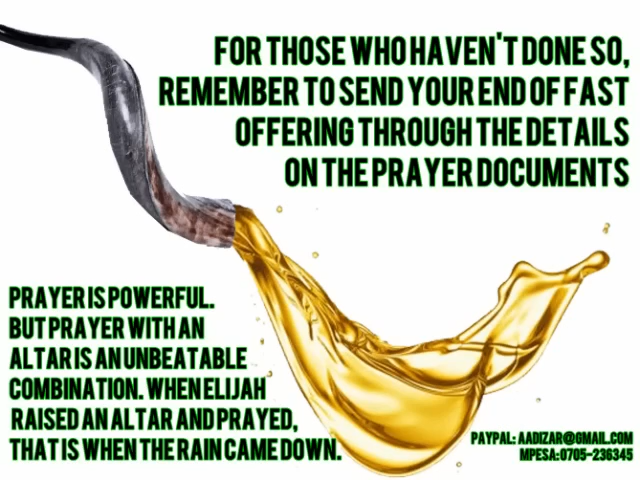 FOR THOSE WHO HAVEN'T DONE SO,
REMEMBER TO SEND YOUR END OF FAST
OFFERING THROUGH THE DETAILS
ON THE PRAYER DOCUMENTS
PRAYER IS POWERFUL.
BUT PRAYER WITH AN
ALTAR IS AN UNBEATABLE
COMBINATION. WHEN ELIJAH
RAISED AN ALTAR AND PRAYED,
THAT IS WHEN THE RAIN CAME DOWN.
PAYPAL: AADIZAR@GMAIL.COM
MPESA: 0705-236345